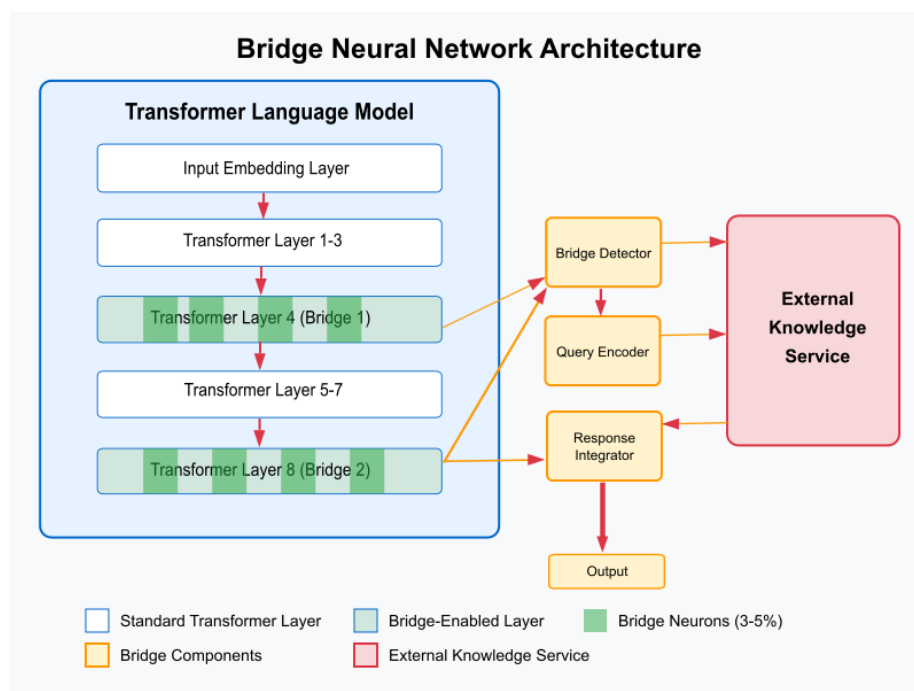 Bridge Neural Network Architecture
Transformer Language Model
Input Embedding Layer
Transformer Layer 1-3
Transformer Layer 4 (Bridge 1)
Transformer Layer 5-7
Transformer Layer 8 (Bridge 2)
Bridge Detector
Query Encoder
Response
Integrator
Output
External
Knowledge
Service
Standard Transformer Layer
Bridge-Enabled Layer
Bridge Neurons (3-5%)
Bridge Components
External Knowledge Service